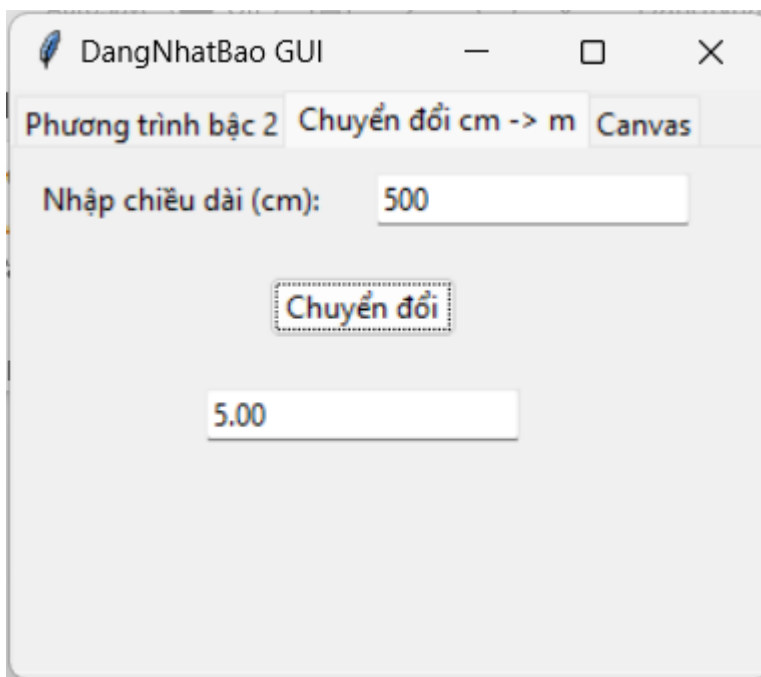 DangNhatBao GUI
Phương trình bậc 2 Chuyển đổi cm -> m Canvas
Nhập chiều dài (cm): 500
Chuyển đổi
5.00